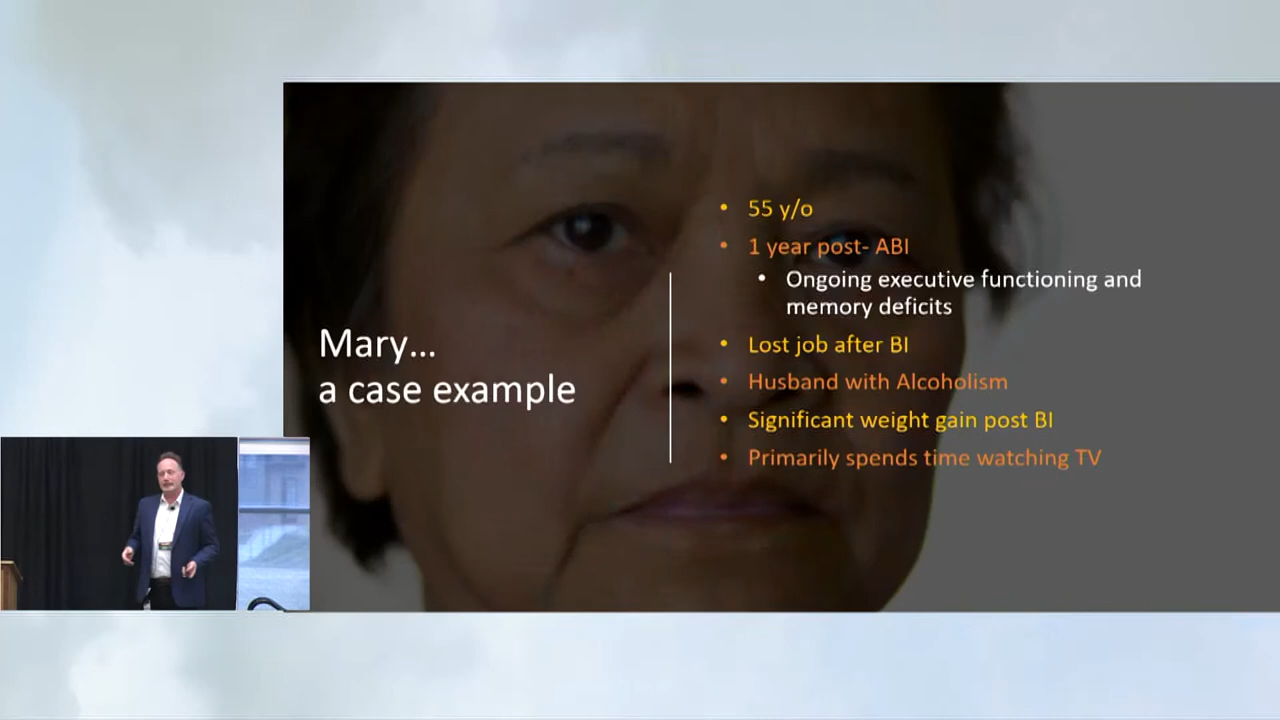 Mary...
a case example
• 55 y/o
• 1 year post- ABI
• Ongoing executive functioning and
memory deficits
• Lost job after BI
• Husband with Alcoholism
• Significant weight gain post BI
• Primarily spends time watching TV